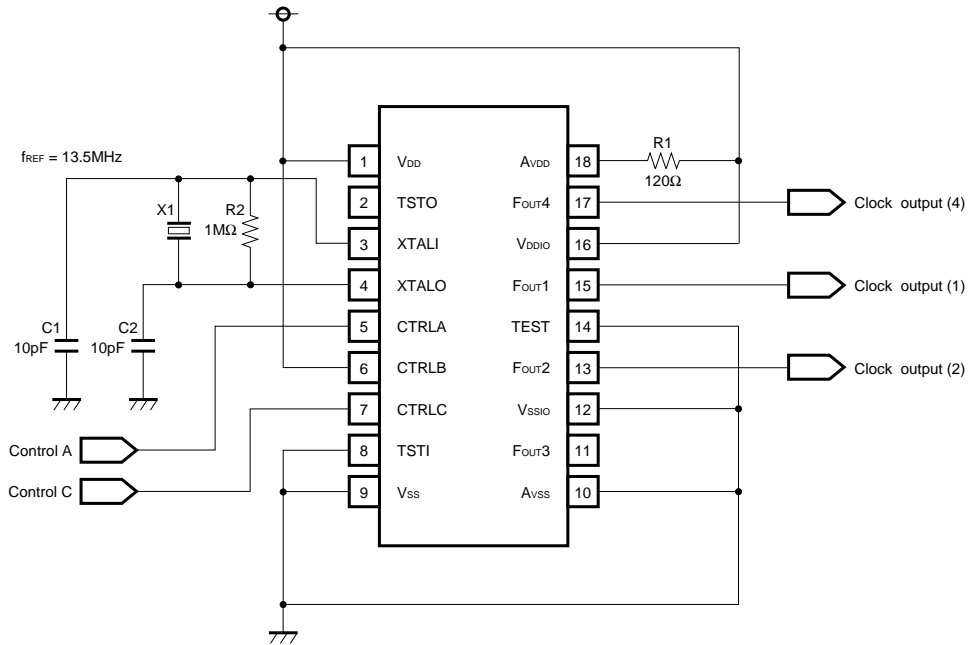 fREF = 13.5MHz
X1
R2
1MΩ
C1
10pF
C2
10pF
Control A
Control C
1 VDD
2 TSTO
3 XTALI
4 XTALO
5 CTRLA
6 CTRLB
7 CTRLC
8 TSTI
9 VSS
AVDD 18
FOUT4 17
VDDIO 16
FOUT1 15
TEST 14
FOUT2 13
VSSIO 12
FOUT3 11
AVSS 10
R1
120Ω
Clock output (4)
Clock output (1)
Clock output (2)